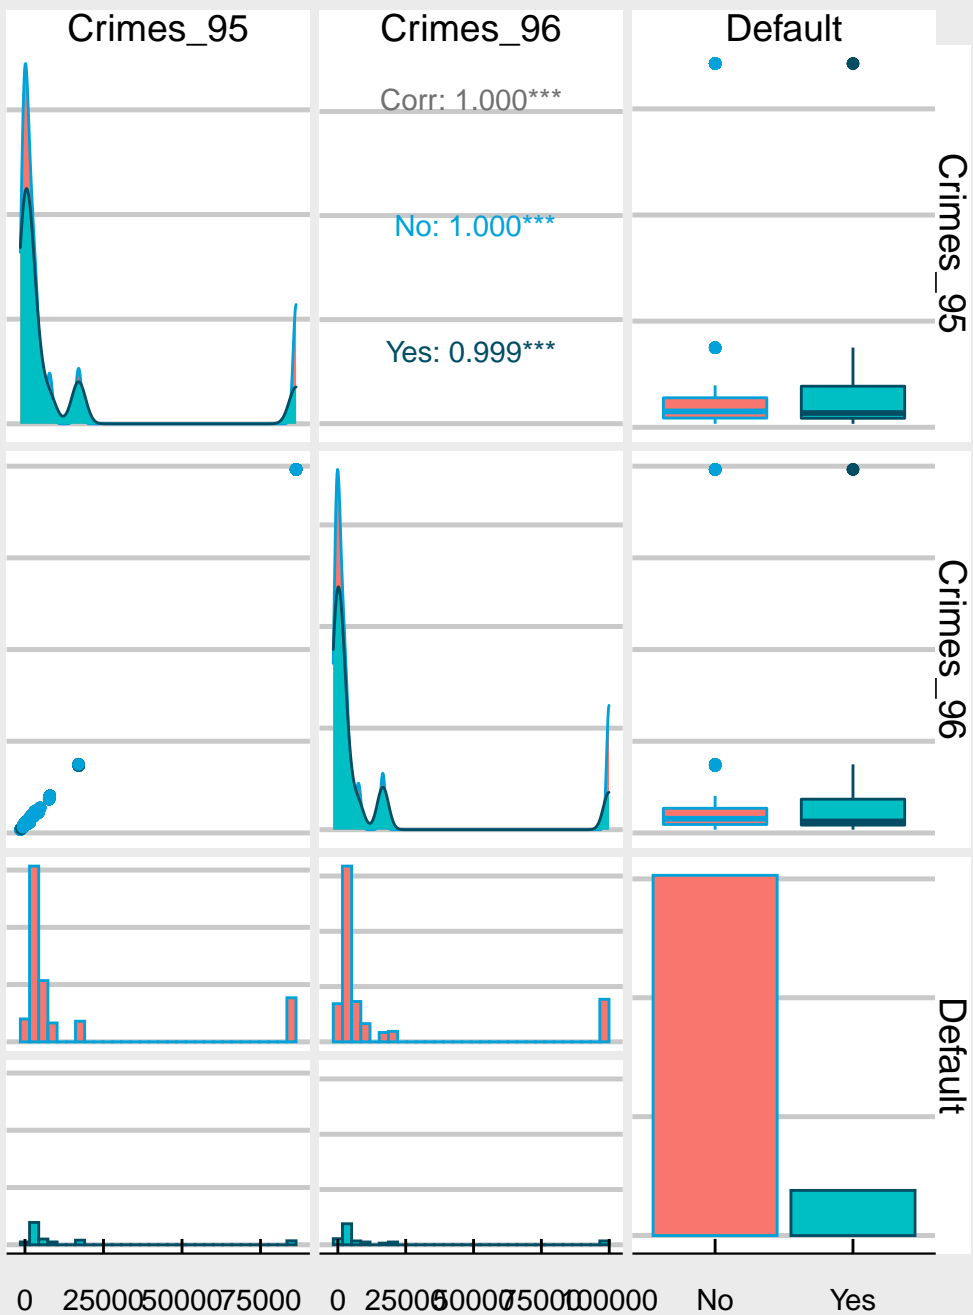 Crimes_95
Crimes_96
Default
Corr: 1.000***
No: 1.000***
Yes: 0.999***
Crimes_95
Crimes_96
Default
0 25000 50000 75000
0 25000 50000 75000 100000
No Yes